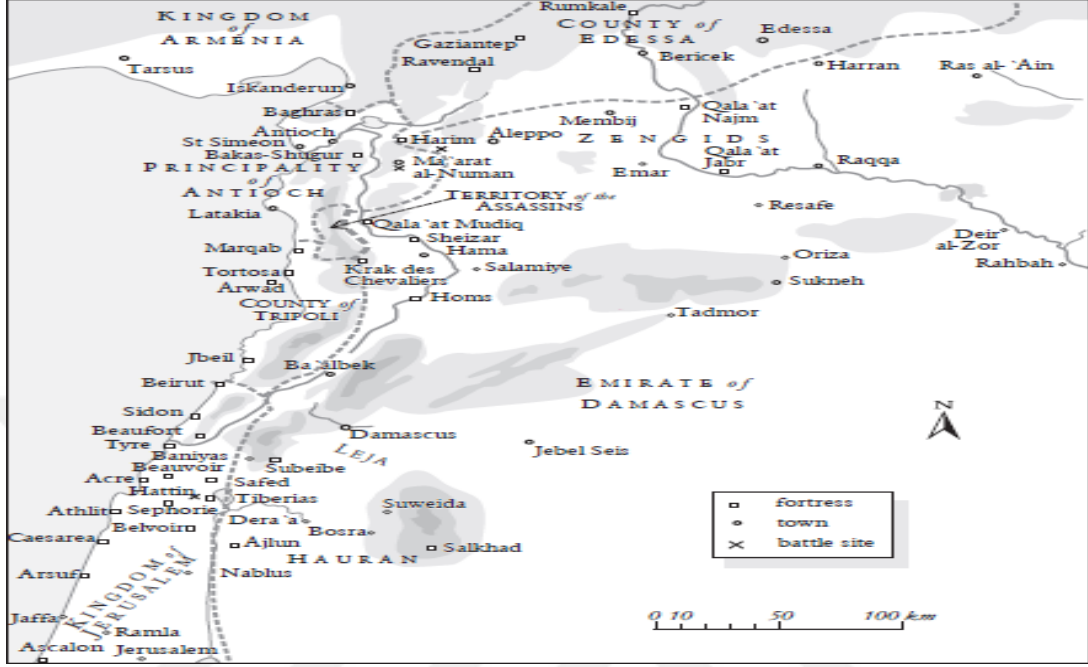 KINGDOM
of
ARMENIA
Rumkale
COUNTY of
EDESSA
Edessa
Gaziantep
Ravendal
Bericek
Harran
Ras al-`Ain
Tarsus
Iskanderun
Baghras
Qala`at
Najm
Antioch
St Simeon
Harim
Aleppo
Membij
ZENGIDS
Bakas-Shugur
Ma`arat
al-Numan
Qala`at
Jabr
Emar
Raqqa
PRINCIPALITY
of
ANTIOCH
TERRITORY of the
ASSASSINS
Resafe
Latakia
Qala`at Mudiq
Sheizar
Hama
Deir
al-Zor
Marqab
Oriza
Rahbah
Tortosa
Krak des
Chevaliers
Salamiye
Sukneh
Arwad
Homs
COUNTY of
TRIPOLI
Tadmor
Jbeil
Ba`albek
Beirut
EMIRATE of
DAMASCUS
N
Sidon
Beaufort
Damascus
Tyre
Baniyas
LEJA
Jebel Seis
Beauvoir
Subeibe
Acre
Safed
Hattin
Tiberias
Suweida
Athlit
Sephorie
Dera`a
Belvoir
Bosra
Caesarea
Ajlun
Salkhad
HAURAN
Arsuf
Nablus
KINGDOM of
JERUSALEM
Jaffa
Ramla
Ascalon
Jerusalem
fortress
town
battle site
0 10 50 100 km